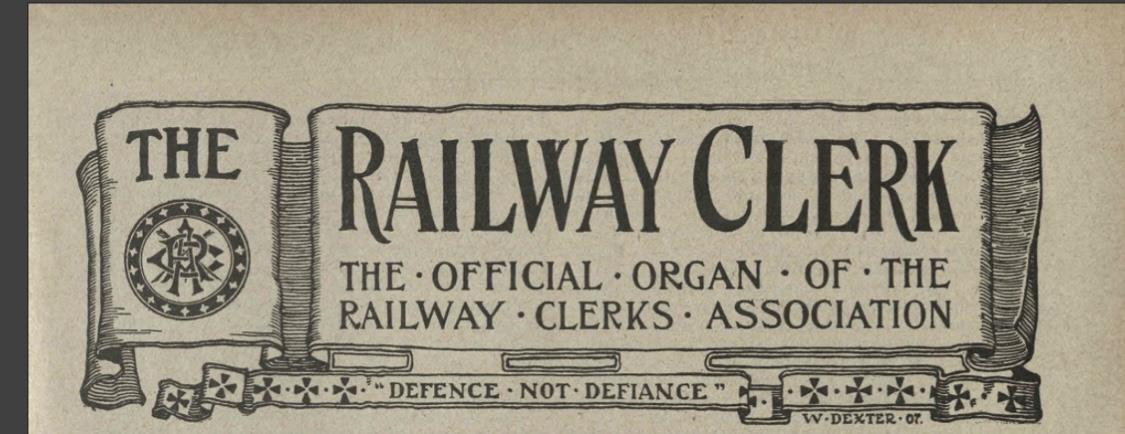 THE
RAILWAY CLERK
THE · OFFICIAL · ORGAN · OF · THE
RAILWAY · CLERKS · ASSOCIATION
"DEFENCE · NOT · DEFIANCE"
W · DEXTER · 07.